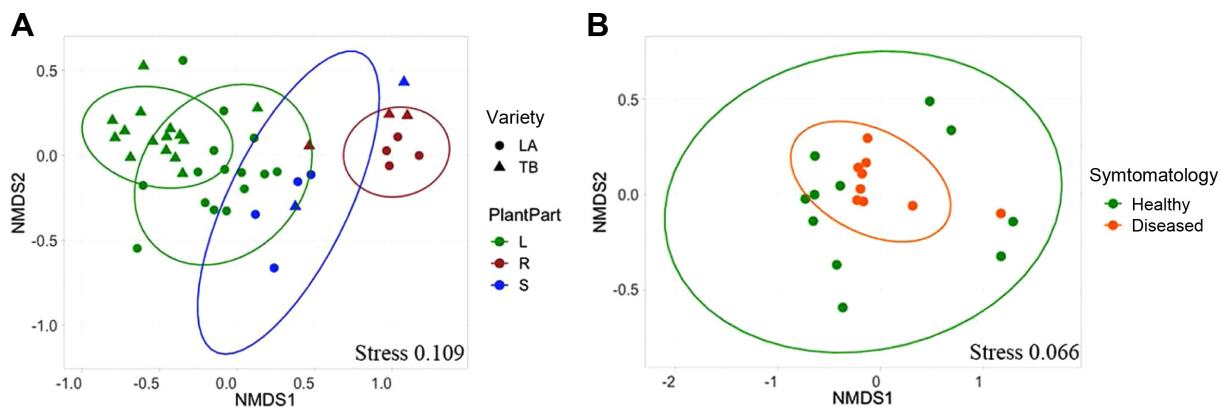 A
B
0.5
0.0
-0.5
-1.0
NMDS2
-1.0
-0.5
0.0
0.5
1.0
NMDS1
Stress 0.109
Variety
LA
TB
PlantPart
L
R
S
0.5
0.0
-0.5
NMDS2
-2
-1
0
1
NMDS1
Stress 0.066
Symtomatology
Healthy
Diseased